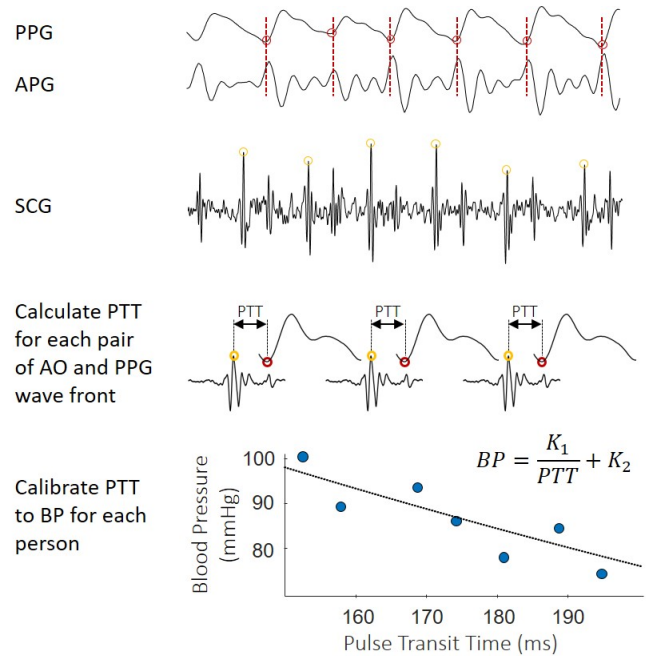 PPG
APG
SCG
Calculate PTT
for each pair
of AO and PPG
wave front
PTT
PTT
PTT
Calibrate PTT
to BP for each
person
Blood Pressure
(mmHg)
100
90
80
BP = K₁/PTT + K₂
160
170
180
190
Pulse Transit Time (ms)